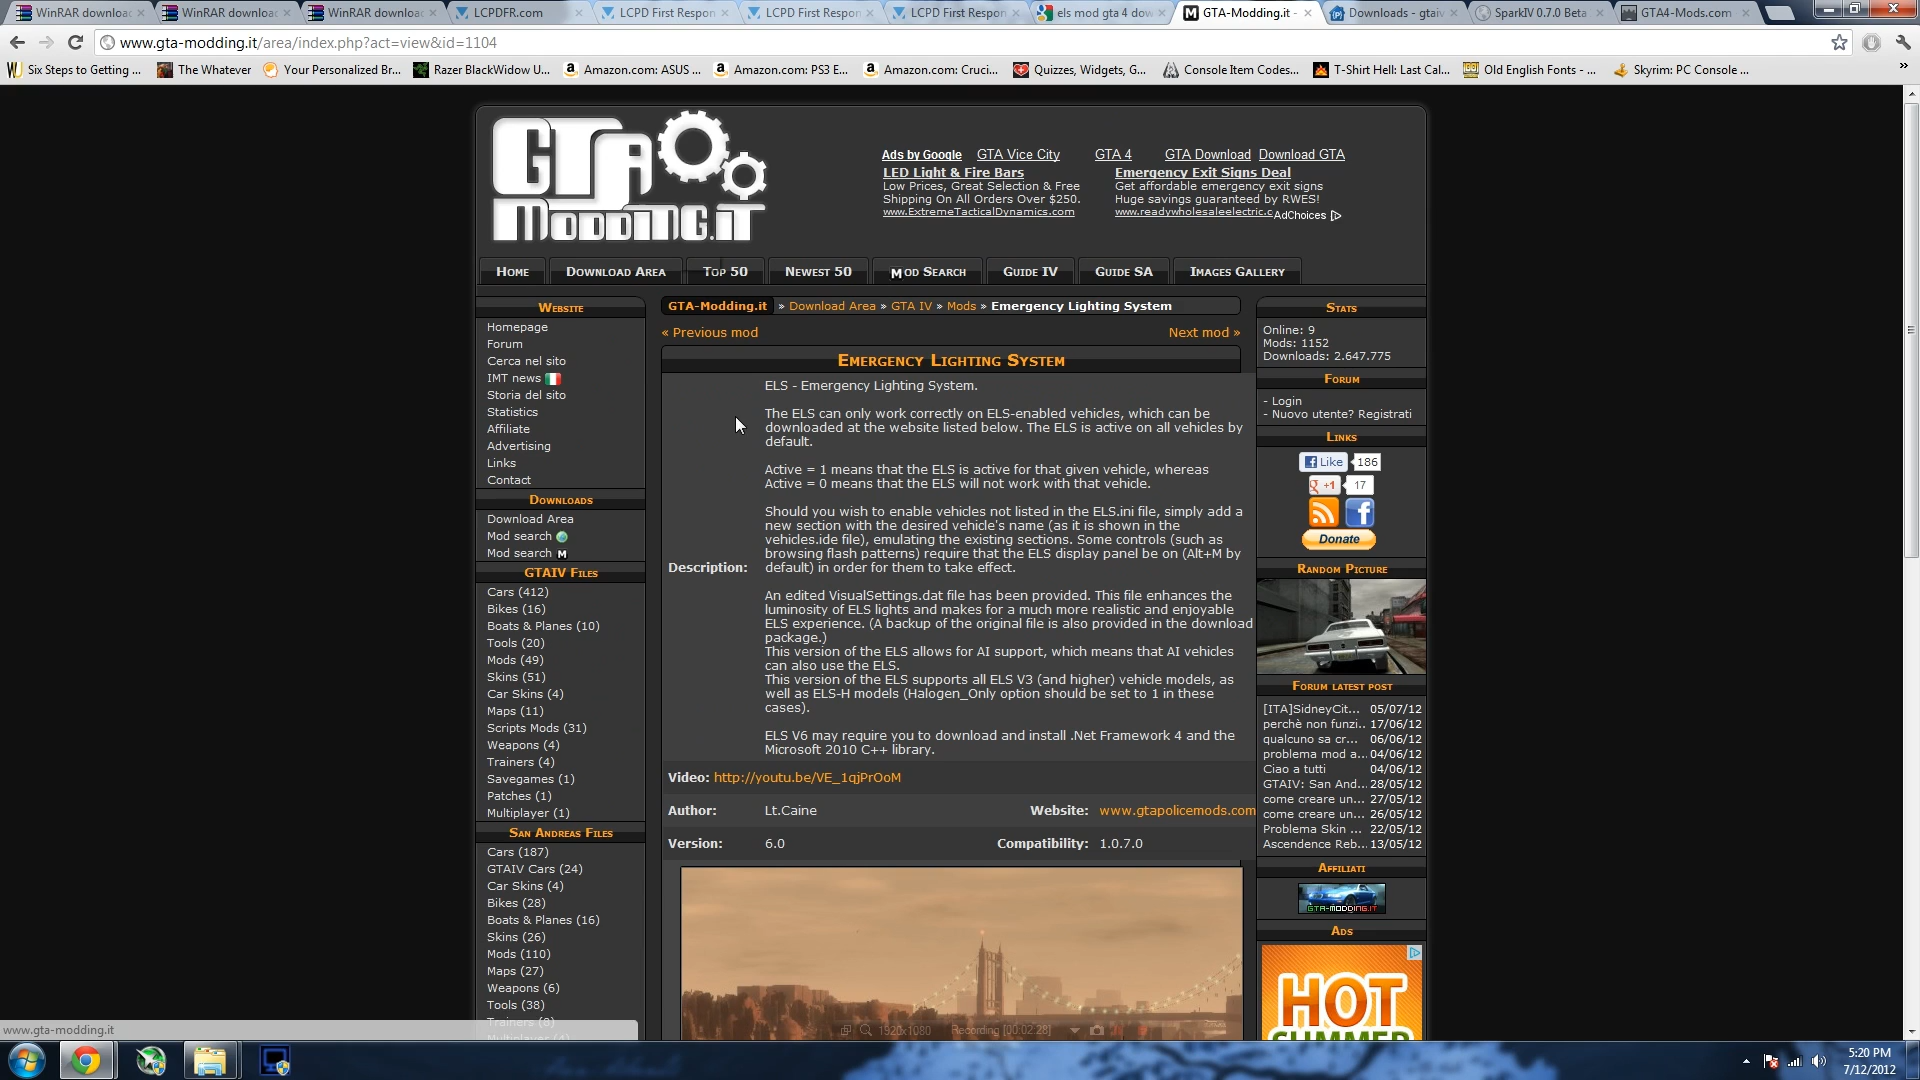 WinRAR downloa
WinRAR downloa
WinRAR downloa
LCPDFR.com
LCPD First Respon
LCPD First Respon
LCPD First Respon
els mod gta 4 dow
GTA-Modding.it -
Downloads - gtaiv
SparkIV 0.7.0 Beta
GTA4-Mods.com
www.gta-modding.it/area/index.php?act=view&id=1104
Six Steps to Getting ...
The Whatever
Your Personalized Br...
Razer BlackWidow U...
Amazon.com: ASUS ...
Amazon.com: PS3 E...
Amazon.com: Cruci...
Quizzes, Widgets, G...
Console Item Codes...
T-Shirt Hell: Last Cal...
Old English Fonts - ...
Skyrim: PC Console ...
GTA
Modding.it
Ads by Google
GTA Vice City
GTA 4
GTA Download
Download GTA
LED Light & Fire Bars
Low Prices, Great Selection & Free
Shipping On All Orders Over $250.
www.ExtremeTacticalDynamics.com
Emergency Exit Signs Deal
Get affordable emergency exit signs
Huge savings guaranteed by RWES!
www.readywholesaleelectric.c
AdChoices
Home
Download Area
Top 50
Newest 50
Mod Search
Guide IV
Guide SA
Images Gallery
Website
Homepage
Forum
Cerca nel sito
IMT news
Storia del sito
Statistics
Affiliate
Advertising
Links
Contact
Downloads
Download Area
Mod search
Mod search M
GTAIV Files
Cars (412)
Bikes (16)
Boats & Planes (10)
Tools (20)
Mods (49)
Skins (51)
Car Skins (4)
Maps (11)
Scripts Mods (31)
Weapons (4)
Trainers (4)
Savegames (1)
Patches (1)
Multiplayer (1)
San Andreas Files
Cars (187)
GTAIV Cars (24)
Car Skins (4)
Bikes (28)
Boats & Planes (16)
Skins (26)
Mods (110)
Maps (27)
Weapons (6)
Tools (38)
Trainers (8)
www.gta-modding.it
GTA-Modding.it » Download Area » GTA IV » Mods » Emergency Lighting System
« Previous mod
Next mod »
Emergency Lighting System
Description:
ELS - Emergency Lighting System.
The ELS can only work correctly on ELS-enabled vehicles, which can be
downloaded at the website listed below. The ELS is active on all vehicles by
default.
Active = 1 means that the ELS is active for that given vehicle, whereas
Active = 0 means that the ELS will not work with that vehicle.
Should you wish to enable vehicles not listed in the ELS.ini file, simply add a
new section with the desired vehicle's name (as it is shown in the
vehicles.ide file), emulating the existing sections. Some controls (such as
browsing flash patterns) require that the ELS display panel be on (Alt+M by
default) in order for them to take effect.
An edited VisualSettings.dat file has been provided. This file enhances the
luminosity of ELS lights and makes for a much more realistic and enjoyable
ELS experience. (A backup of the original file is also provided in the download
package.)
This version of the ELS allows for AI support, which means that AI vehicles
can also use the ELS.
This version of the ELS supports all ELS V3 (and higher) vehicle models, as
well as ELS-H models (Halogen_Only option should be set to 1 in these
cases).
ELS V6 may require you to download and install .Net Framework 4 and the
Microsoft 2010 C++ library.
Video: http://youtu.be/VE_1qjPrOoM
Author: Lt.Caine
Website: www.gtapolicemods.com
Version: 6.0
Compatibility: 1.0.7.0
1920x1080
Recording [00:02:28]
Stats
Online: 9
Mods: 1152
Downloads: 2.647.775
Forum
- Login
- Nuovo utente? Registrati
Links
Like 186
+1 17
Donate
Random Picture
Forum latest post
[ITA]SidneyCit... 05/07/12
perchè non funzi.. 17/06/12
qualcuno sa cr... 06/06/12
problema mod a... 04/06/12
Ciao a tutti 04/06/12
GTAIV: San And... 28/05/12
come creare un... 27/05/12
come creare un... 26/05/12
Problema Skin ... 22/05/12
Ascendence Reb... 13/05/12
Affiliati
GTA-MODDING.IT
Ads
HOT
SUMMER
5:20 PM
7/12/2012